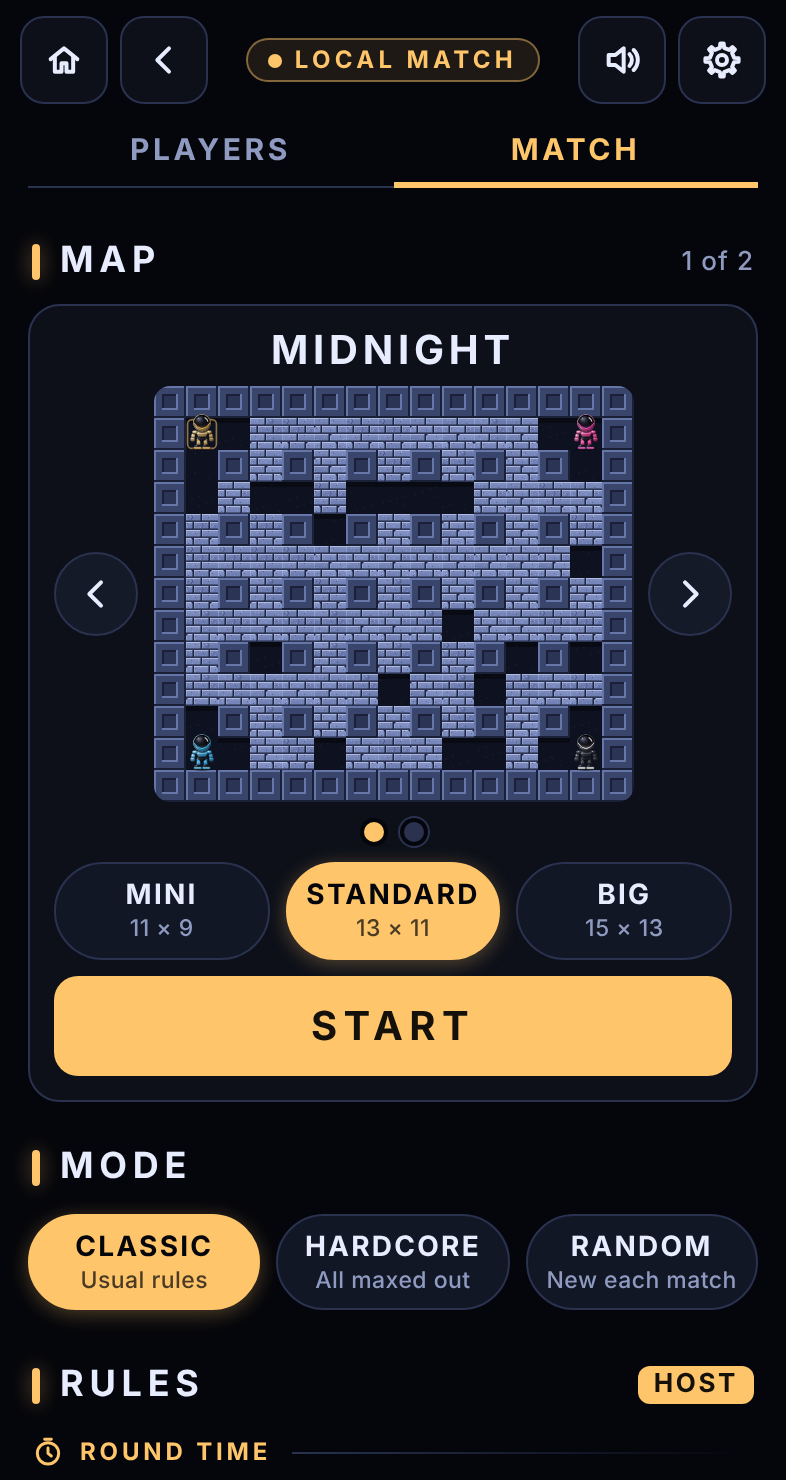 LOCAL MATCH
PLAYERS
MATCH
MAP
1 of 2
MIDNIGHT
MINI
11 × 9
STANDARD
13 × 11
BIG
15 × 13
START
MODE
CLASSIC
Usual rules
HARDCORE
All maxed out
RANDOM
New each match
RULES
HOST
ROUND TIME